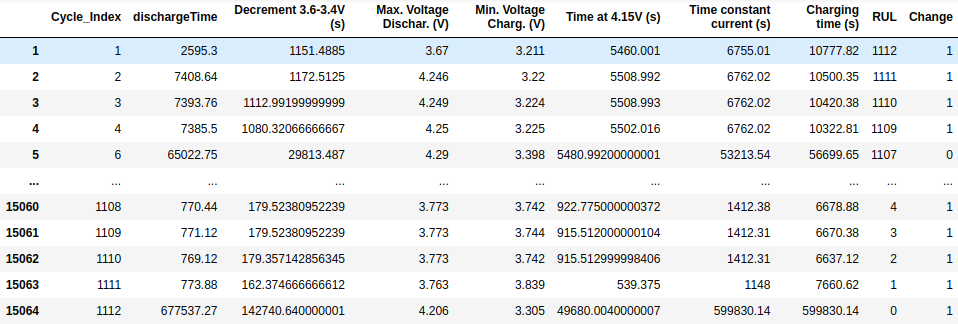 Cycle_Index dischargeTime Decrement 3.6-3.4V (s) Max. Voltage Dischar. (V) Min. Voltage Charg. (V) Time at 4.15V (s) Time constant current (s) Charging time (s) RUL Change
1 1 2595.3 1151.4885 3.67 3.211 5460.001 6755.01 10777.82 1112 1
2 2 7408.64 1172.5125 4.246 3.22 5508.992 6762.02 10500.35 1111 1
3 3 7393.76 1112.99199999999 4.249 3.224 5508.993 6762.02 10420.38 1110 1
4 4 7385.5 1080.32066666667 4.25 3.225 5502.016 6762.02 10322.81 1109 1
5 6 65022.75 29813.487 4.29 3.398 5480.99200000001 53213.54 56699.65 1107 0
... ... ... ... ... ... ... ... ... ... ...
15060 1108 770.44 179.52380952239 3.773 3.742 922.775000000372 1412.38 6678.88 4 1
15061 1109 771.12 179.52380952239 3.773 3.744 915.512000000104 1412.31 6670.38 3 1
15062 1110 769.12 179.357142856345 3.773 3.742 915.512999998406 1412.31 6637.12 2 1
15063 1111 773.88 162.374666666612 3.763 3.839 539.375 1148 7660.62 1 1
15064 1112 677537.27 142740.640000001 4.206 3.305 49680.0040000007 599830.14 599830.14 0 1